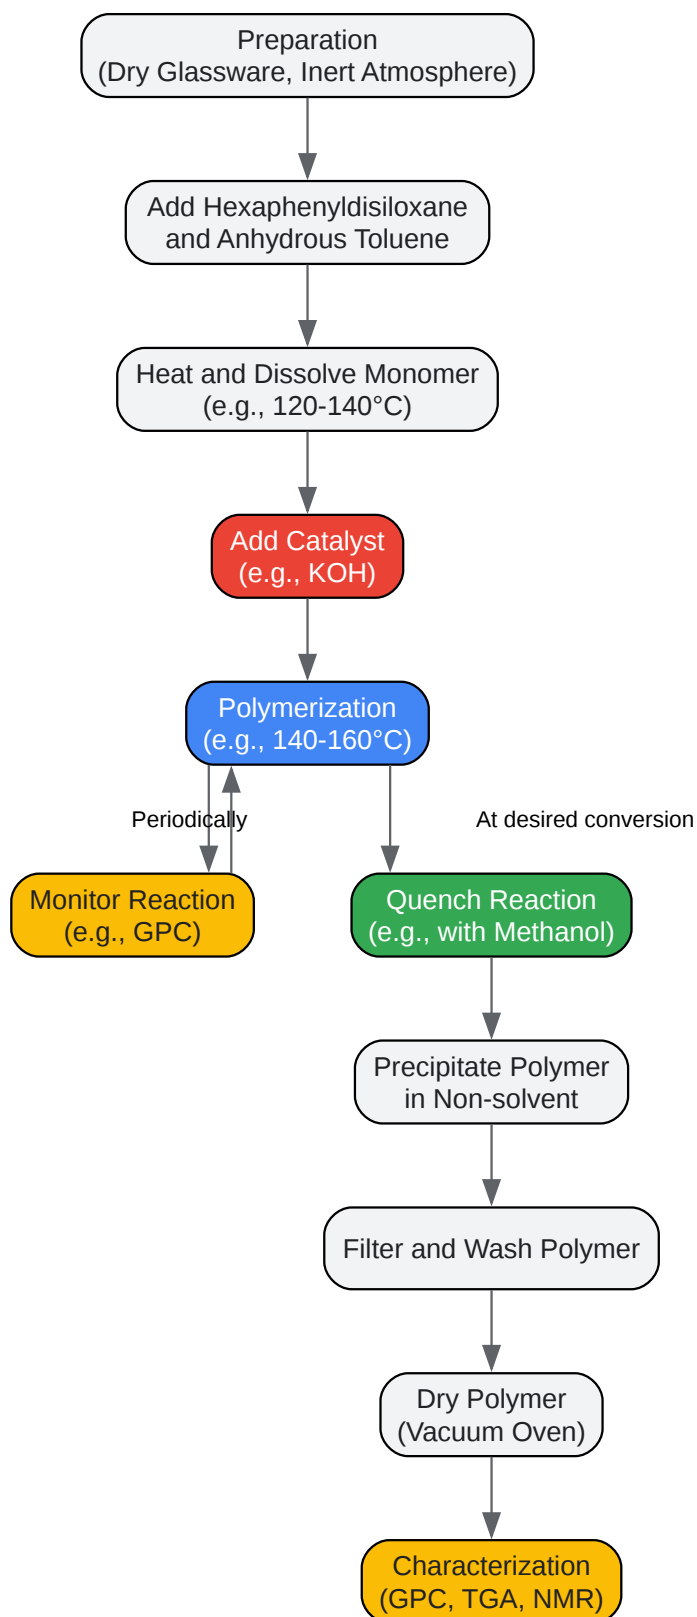 Preparation
(Dry Glassware, Inert Atmosphere)
Add Hexaphenyldisiloxane
and Anhydrous Toluene
Heat and Dissolve Monomer
(e.g., 120-140°C)
Add Catalyst
(e.g., KOH)
Polymerization
(e.g., 140-160°C)
Periodically
At desired conversion
Monitor Reaction
(e.g., GPC)
Quench Reaction
(e.g., with Methanol)
Precipitate Polymer
in Non-solvent
Filter and Wash Polymer
Dry Polymer
(Vacuum Oven)
Characterization
(GPC, TGA, NMR)